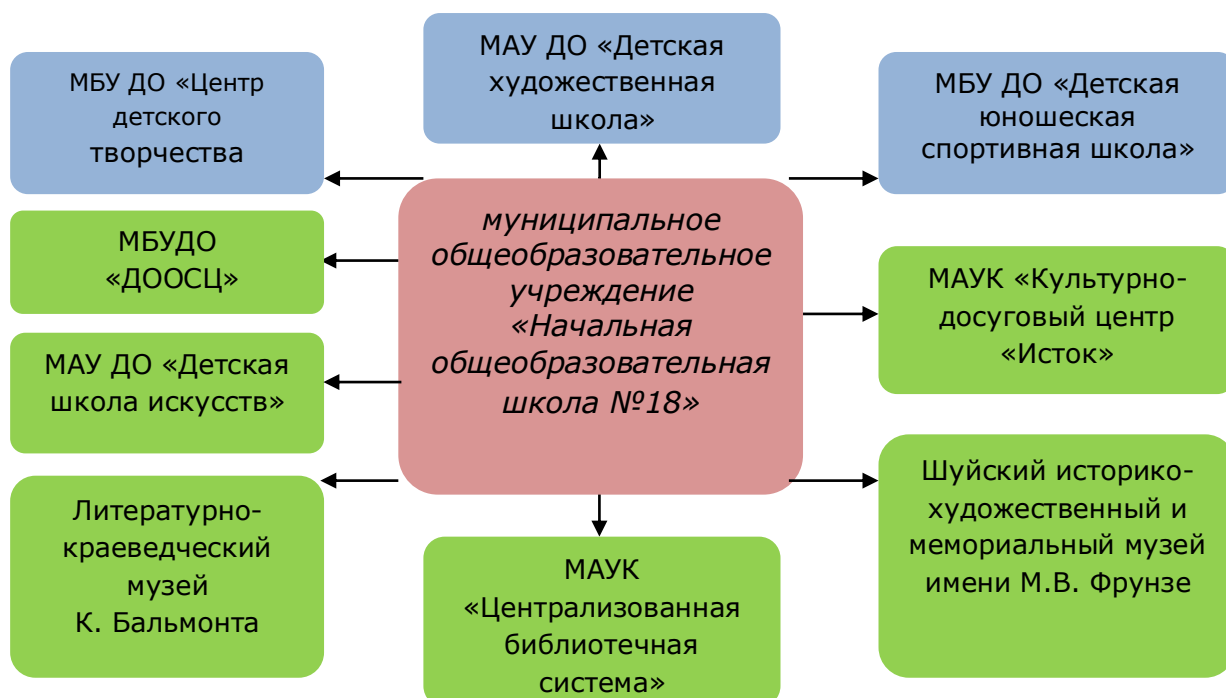 МБУ ДО «Центр
детского
творчества
МАУ ДО «Детская
художественная
школа»
МБУ ДО «Детская
юношеская
спортивная школа»
МБУДО
«ДООСЦ»
муниципальное
общеобразовательное
учреждение
«Начальная
общеобразовательная
школа №18»
МАУК «Культурно-
досуговый центр
«Исток»
МАУ ДО «Детская
школа искусств»
Литературно-
краеведческий
музей
К. Бальмонта
МАУК
«Централизованная
библиотечная
система»
Шуйский историко-
художественный и
мемориальный музей
имени М.В. Фрунзе